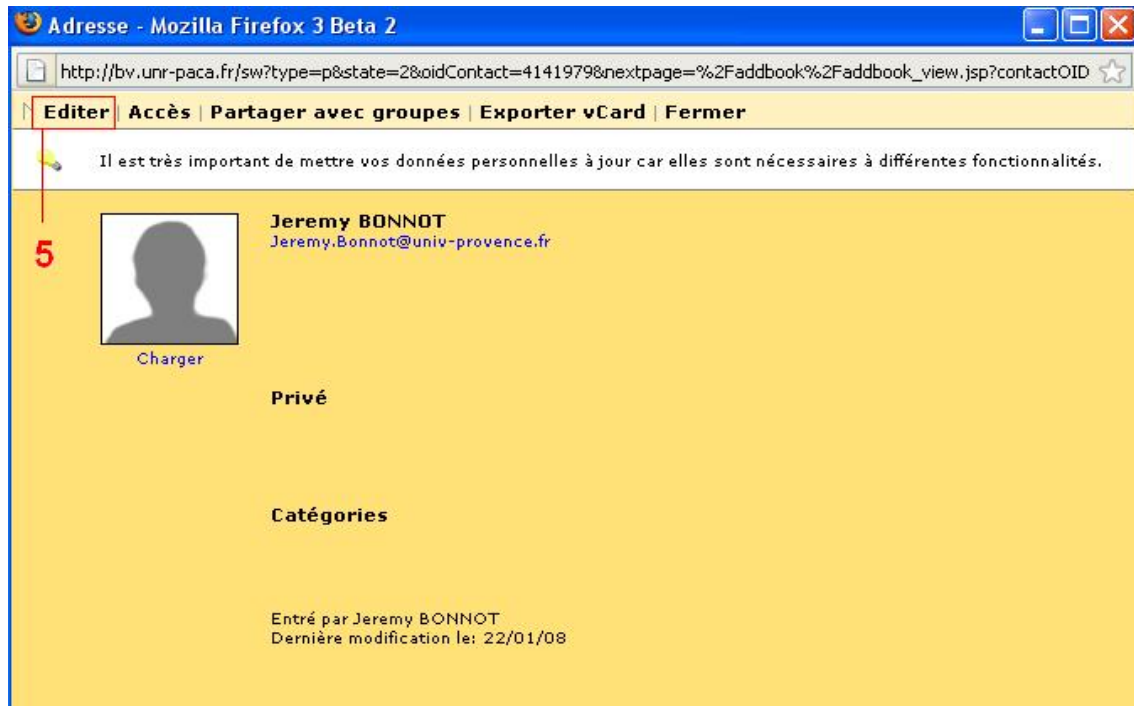 Adresse - Mozilla Firefox 3 Beta 2
http://bv.unr-paca.fr/sw?type=p&state=2&oidContact=4141979&nextpage=%2Faddbook%2Faddbook_view.jsp?contactOID
Editer | Accès | Partager avec groupes | Exporter vCard | Fermer
Il est très important de mettre vos données personnelles à jour car elles sont nécessaires à différentes fonctionnalités.
5
Jeremy BONNOT
Jeremy.Bonnot@univ-provence.fr
Charger
Privé
Catégories
Entré par Jeremy BONNOT
Dernière modification le: 22/01/08